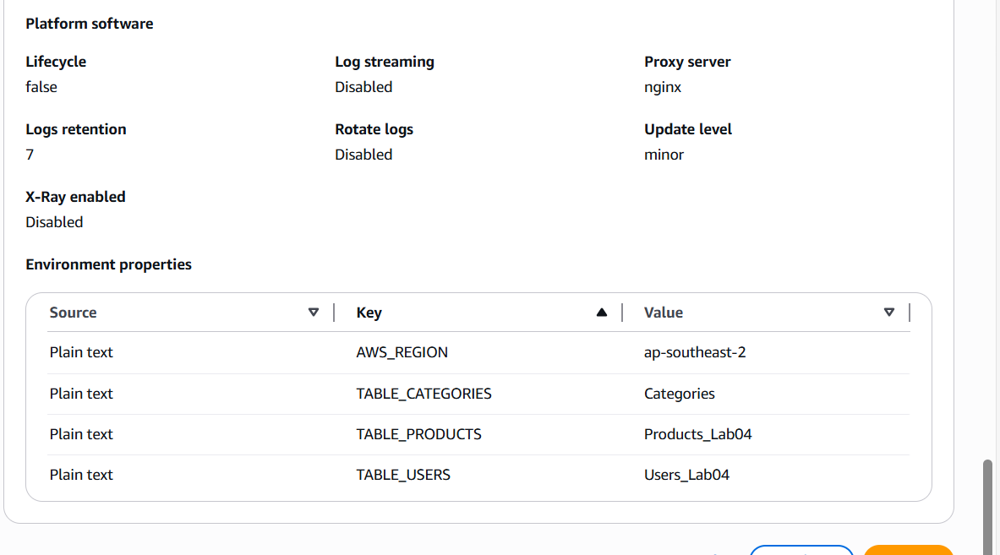 Platform software
Lifecycle Log streaming Proxy server
false Disabled nginx
Logs retention Rotate logs Update level
7 Disabled minor
X-Ray enabled
Disabled
Environment properties
Source Key Value
Plain text AWS_REGION ap-southeast-2
Plain text TABLE_CATEGORIES Categories
Plain text TABLE_PRODUCTS Products_Lab04
Plain text TABLE_USERS Users_Lab04